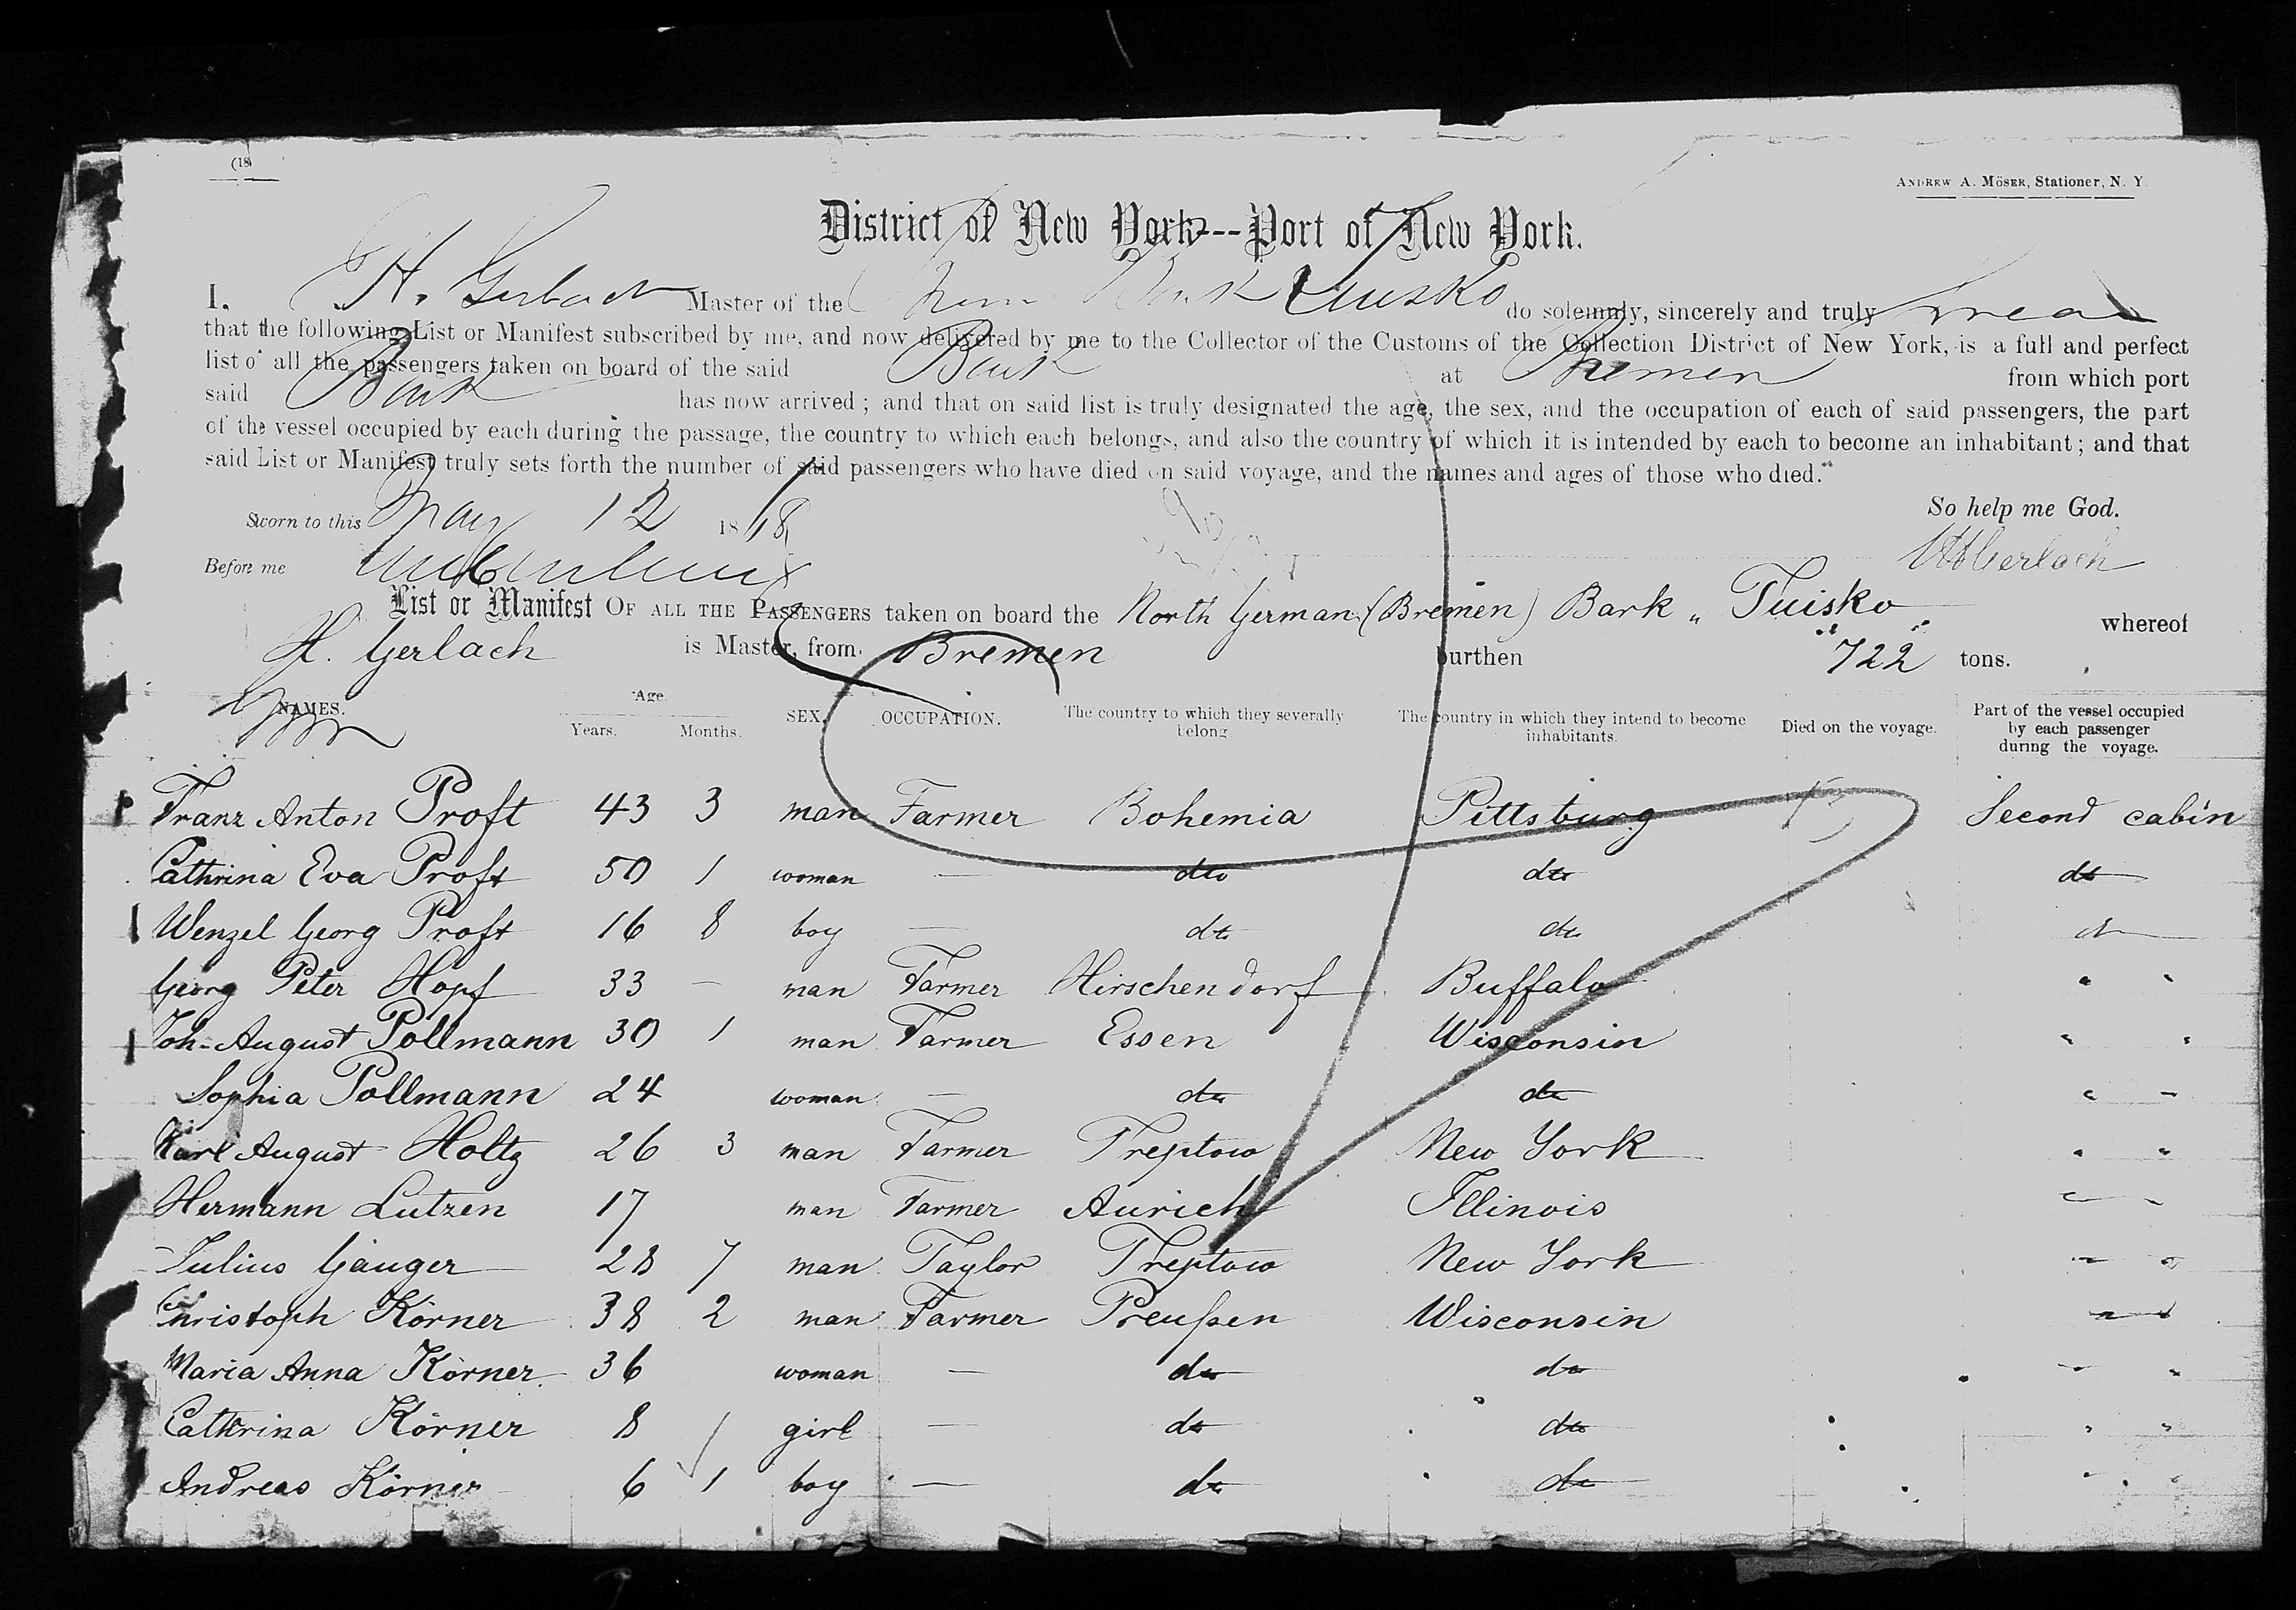 (18
ANDREW A. MÖSER, Stationer, N. Y.
District of New York---Port of New York.
I. H. Gerlach Master of the Brem Bark Tuisko do solemnly, sincerely and truly swear
that the following List or Manifest subscribed by me, and now delivered by me to the Collector of the Customs of the Collection District of New York, is a full and perfect
list of all the passengers taken on board of the said Bark at Bremen from which port
said Bark has now arrived; and that on said list is truly designated the age, the sex, and the occupation of each of said passengers, the part
of the vessel occupied by each during the passage, the country to which each belongs, and also the country of which it is intended by each to become an inhabitant; and that
said List or Manifest truly sets forth the number of said passengers who have died on said voyage, and the names and ages of those who died."
So help me God.
Sworn to this May 12 18
Before me
HGerlach
List or Manifest OF ALL THE PASSENGERS taken on board the North German (Bremen) Bark „ Tuisko " whereof
H. Gerlach is Master, from Bremen burthen 722 tons.
NAMES. Age. Years. Months. SEX. OCCUPATION. The country to which they severally belong. The country in which they intend to become inhabitants. Died on the voyage. Part of the vessel occupied by each passenger during the voyage.
Franz Anton Proft 43 3 man Farmer Bohemia Pittsburg Second cabin
Cathrina Eva Proft 50 1 woman — dto dto dt
Wenzel Georg Proft 16 8 boy — dto dto dt
Georg Peter Hopf 33 — man Farmer Hirschendorf Buffalo " "
Joh. August Pollmann 30 1 man Farmer Essen Wisconsin " "
Sophia Pollmann 24 woman — dto dto " "
Karl August Holtz 26 3 man Farmer Treptow New York " "
Hermann Lutzen 17 man Farmer Aurich Illinois " "
Julius Gäuger 28 7 man Taylor Treptow New York " "
Christoph Körner 38 2 man Farmer Preußen Wisconsin " "
Maria Anna Körner 36 woman — dto dto " "
Cathrina Körner 8 girl — dto dto " "
Andreas Körner 6 1 boy — dto dto " "